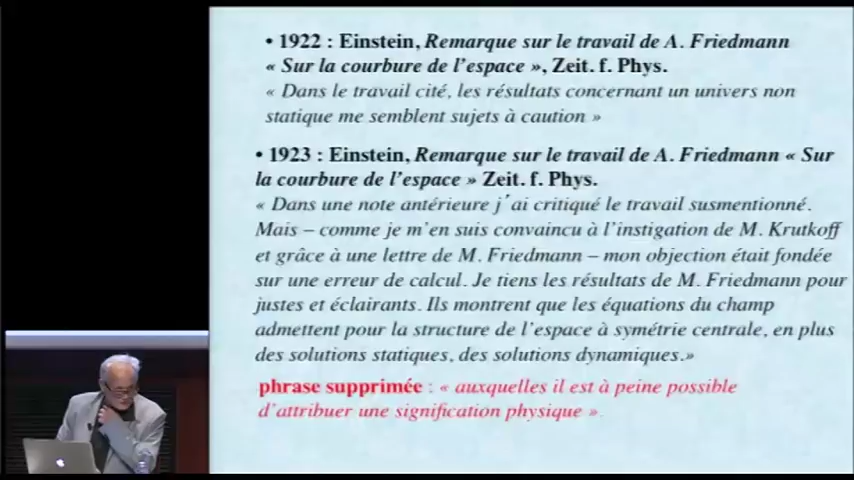 • 1922 : Einstein, Remarque sur le travail de A. Friedmann
« Sur la courbure de l'espace », Zeit. f. Phys.
« Dans le travail cité, les résultats concernant un univers non
statique me semblent sujets à caution »
• 1923 : Einstein, Remarque sur le travail de A. Friedmann « Sur
la courbure de l'espace » Zeit. f. Phys.
« Dans une note antérieure j'ai critiqué le travail susmentionné.
Mais – comme je m'en suis convaincu à l'instigation de M. Krutkoff
et grâce à une lettre de M. Friedmann – mon objection était fondée
sur une erreur de calcul. Je tiens les résultats de M. Friedmann pour
justes et éclairants. Ils montrent que les équations du champ
admettent pour la structure de l'espace à symétrie centrale, en plus
des solutions statiques, des solutions dynamiques.»
phrase supprimée : « auxquelles il est à peine possible
d'attribuer une signification physique ».